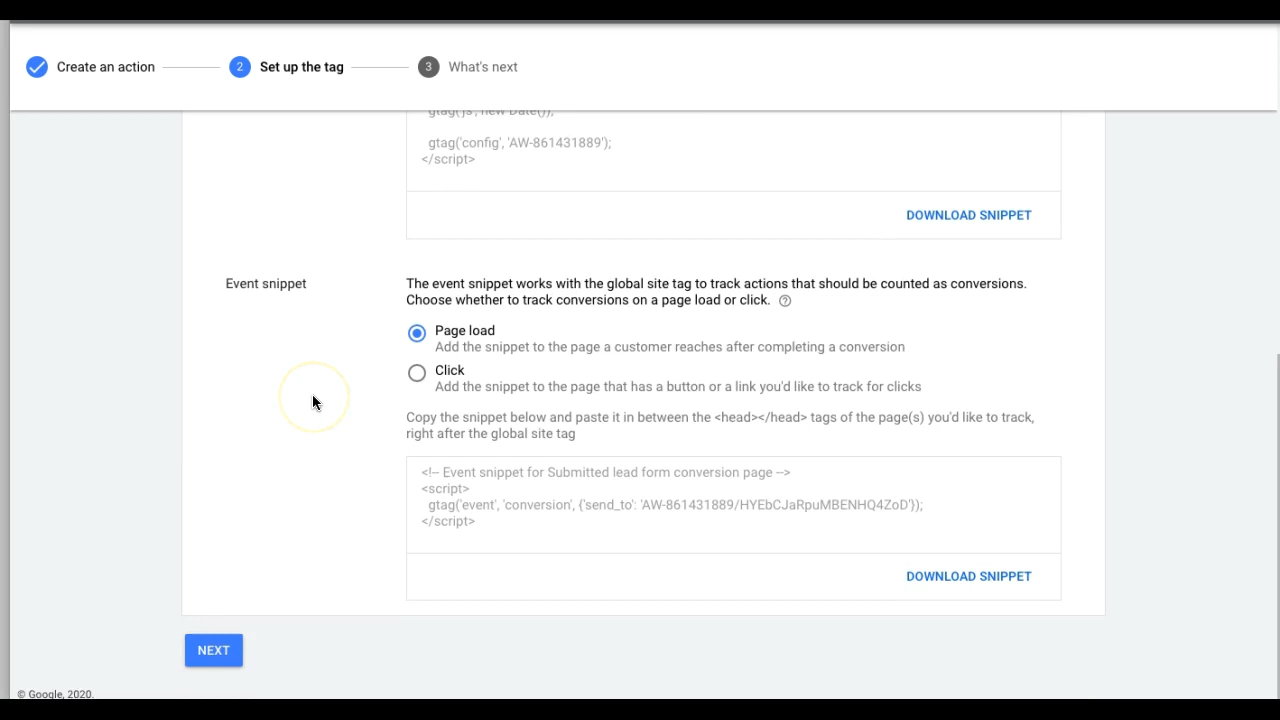 Create an action
2
Set up the tag
3
What's next
gtag('js', new Date());
gtag('config', 'AW-861431889');
</script>
DOWNLOAD SNIPPET
Event snippet
The event snippet works with the global site tag to track actions that should be counted as conversions.
Choose whether to track conversions on a page load or click. ?
Page load
Add the snippet to the page a customer reaches after completing a conversion
Click
Add the snippet to the page that has a button or a link you'd like to track for clicks
Copy the snippet below and paste it in between the <head></head> tags of the page(s) you'd like to track,
right after the global site tag
<!-- Event snippet for Submitted lead form conversion page -->
<script>
gtag('event', 'conversion', {'send_to': 'AW-861431889/HYEbCJaRpuMBENHQ4ZoD'});
</script>
DOWNLOAD SNIPPET
NEXT
© Google, 2020.